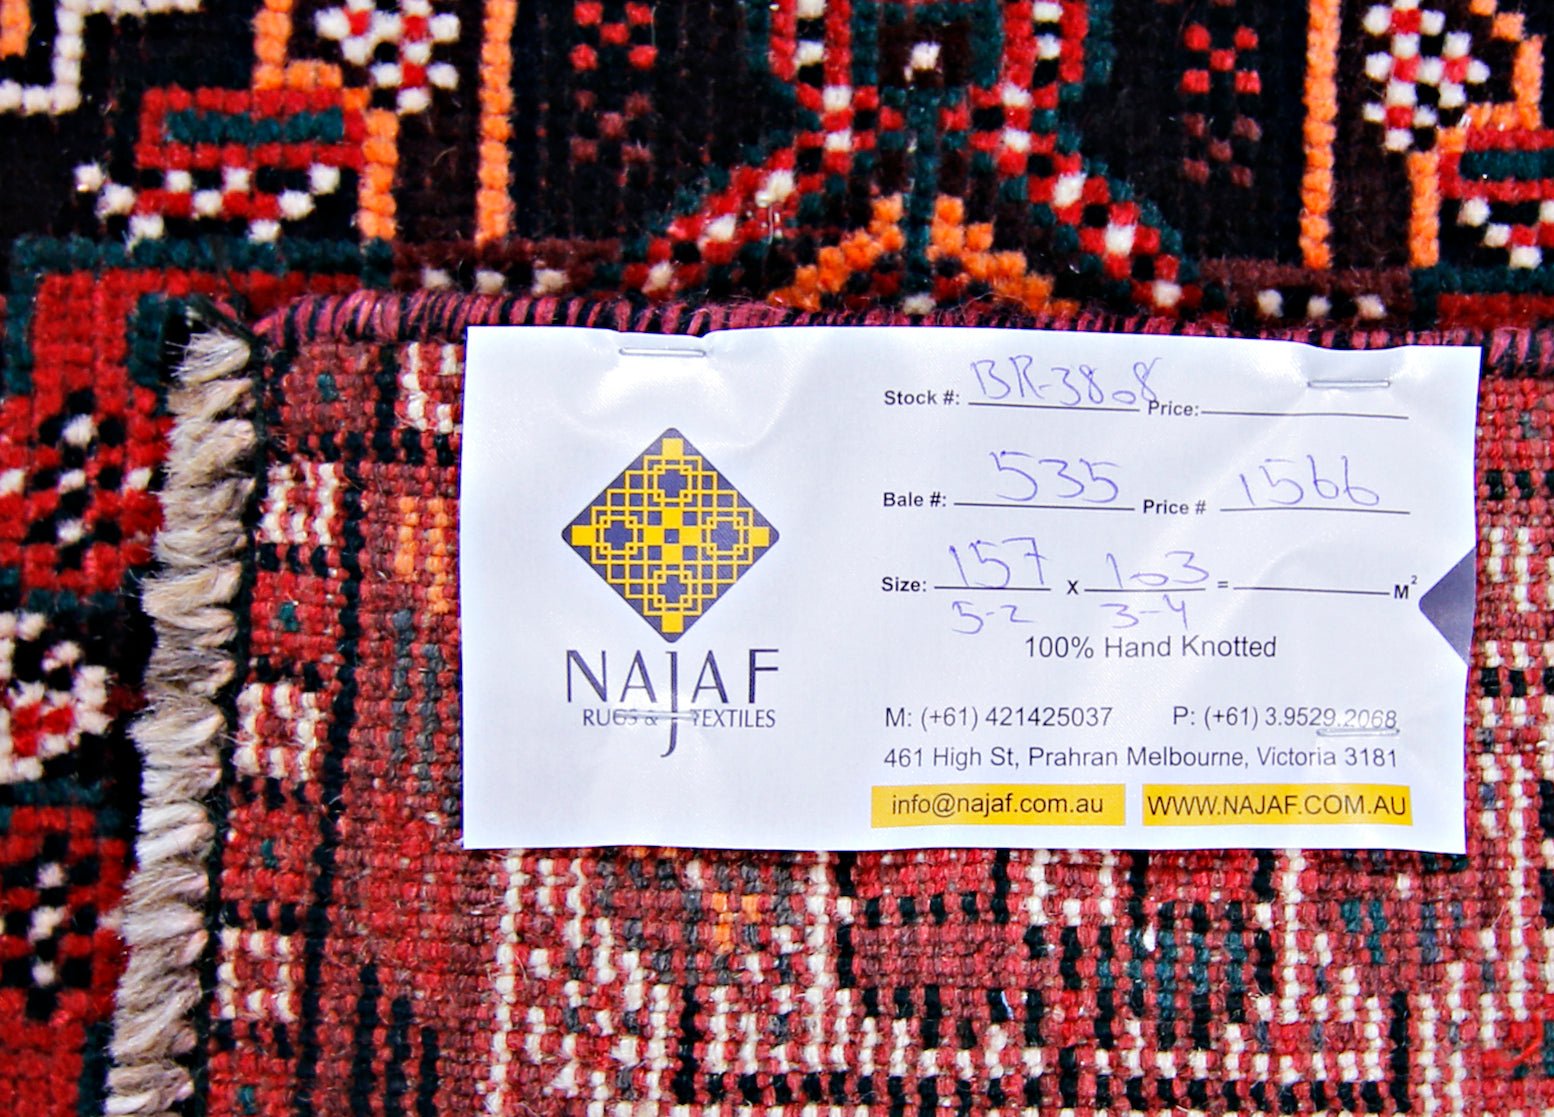 NAJAF
RUGS & TEXTILES
Stock #: BR-3808 Price:
Bale #: 535 Price # 1566
Size: 157 x 103 = M²
5-2 3-4
100% Hand Knotted
M: (+61) 421425037 P: (+61) 3.9529.2068
461 High St, Prahran Melbourne, Victoria 3181
info@najaf.com.au WWW.NAJAF.COM.AU